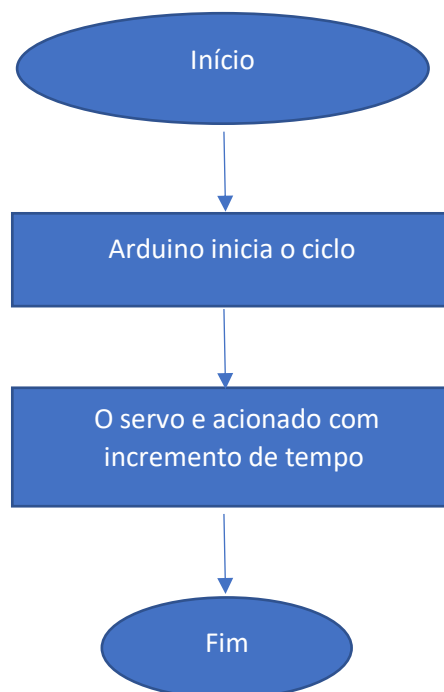 Início
Arduino inicia o ciclo
O servo e acionado com
incremento de tempo
Fim